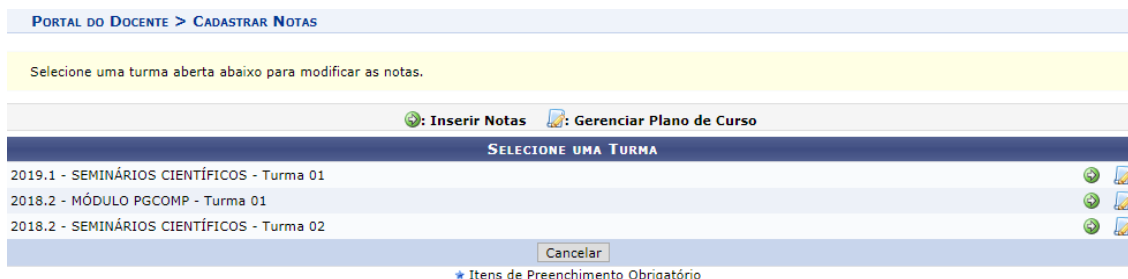 PORTAL DO DOCENTE > CADASTRAR NOTAS
Selecione uma turma aberta abaixo para modificar as notas.
: Inserir Notas : Gerenciar Plano de Curso
SELECIONE UMA TURMA
2019.1 - SEMINÁRIOS CIENTÍFICOS - Turma 01
2018.2 - MÓDULO PGCOMP - Turma 01
2018.2 - SEMINÁRIOS CIENTÍFICOS - Turma 02
Cancelar
★ Itens de Preenchimento Obrigatório